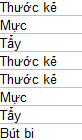 Thước kẻ
Mực
Tẩy
Thước kẻ
Thước kẻ
Mực
Tẩy
Bút bi